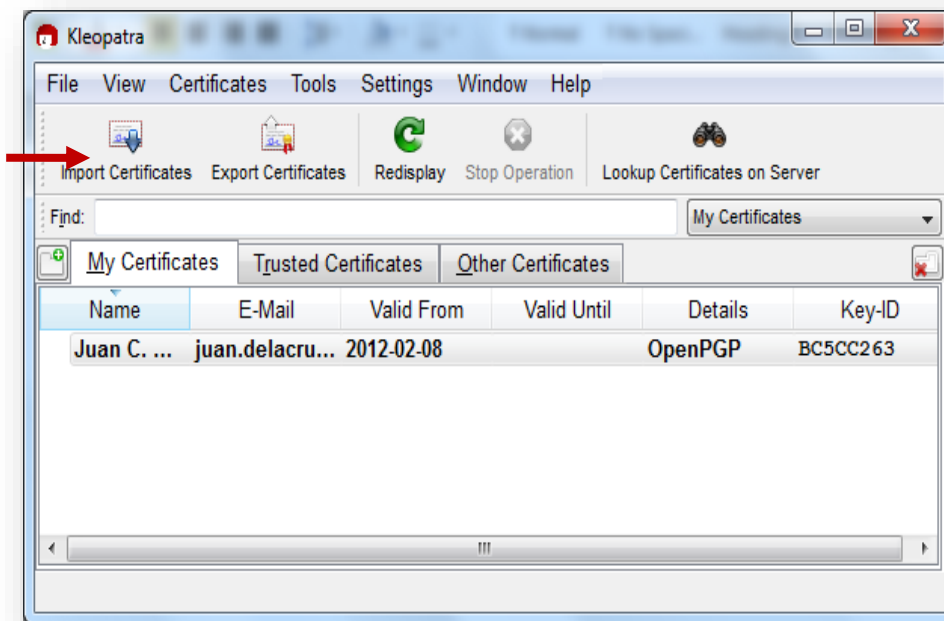 Kleopatra
File View Certificates Tools Settings Window Help
Import Certificates Export Certificates Redisplay Stop Operation Lookup Certificates on Server
Find: My Certificates
My Certificates Trusted Certificates Other Certificates
Name E-Mail Valid From Valid Until Details Key-ID
Juan C. ... juan.delacru... 2012-02-08 OpenPGP BC5CC263